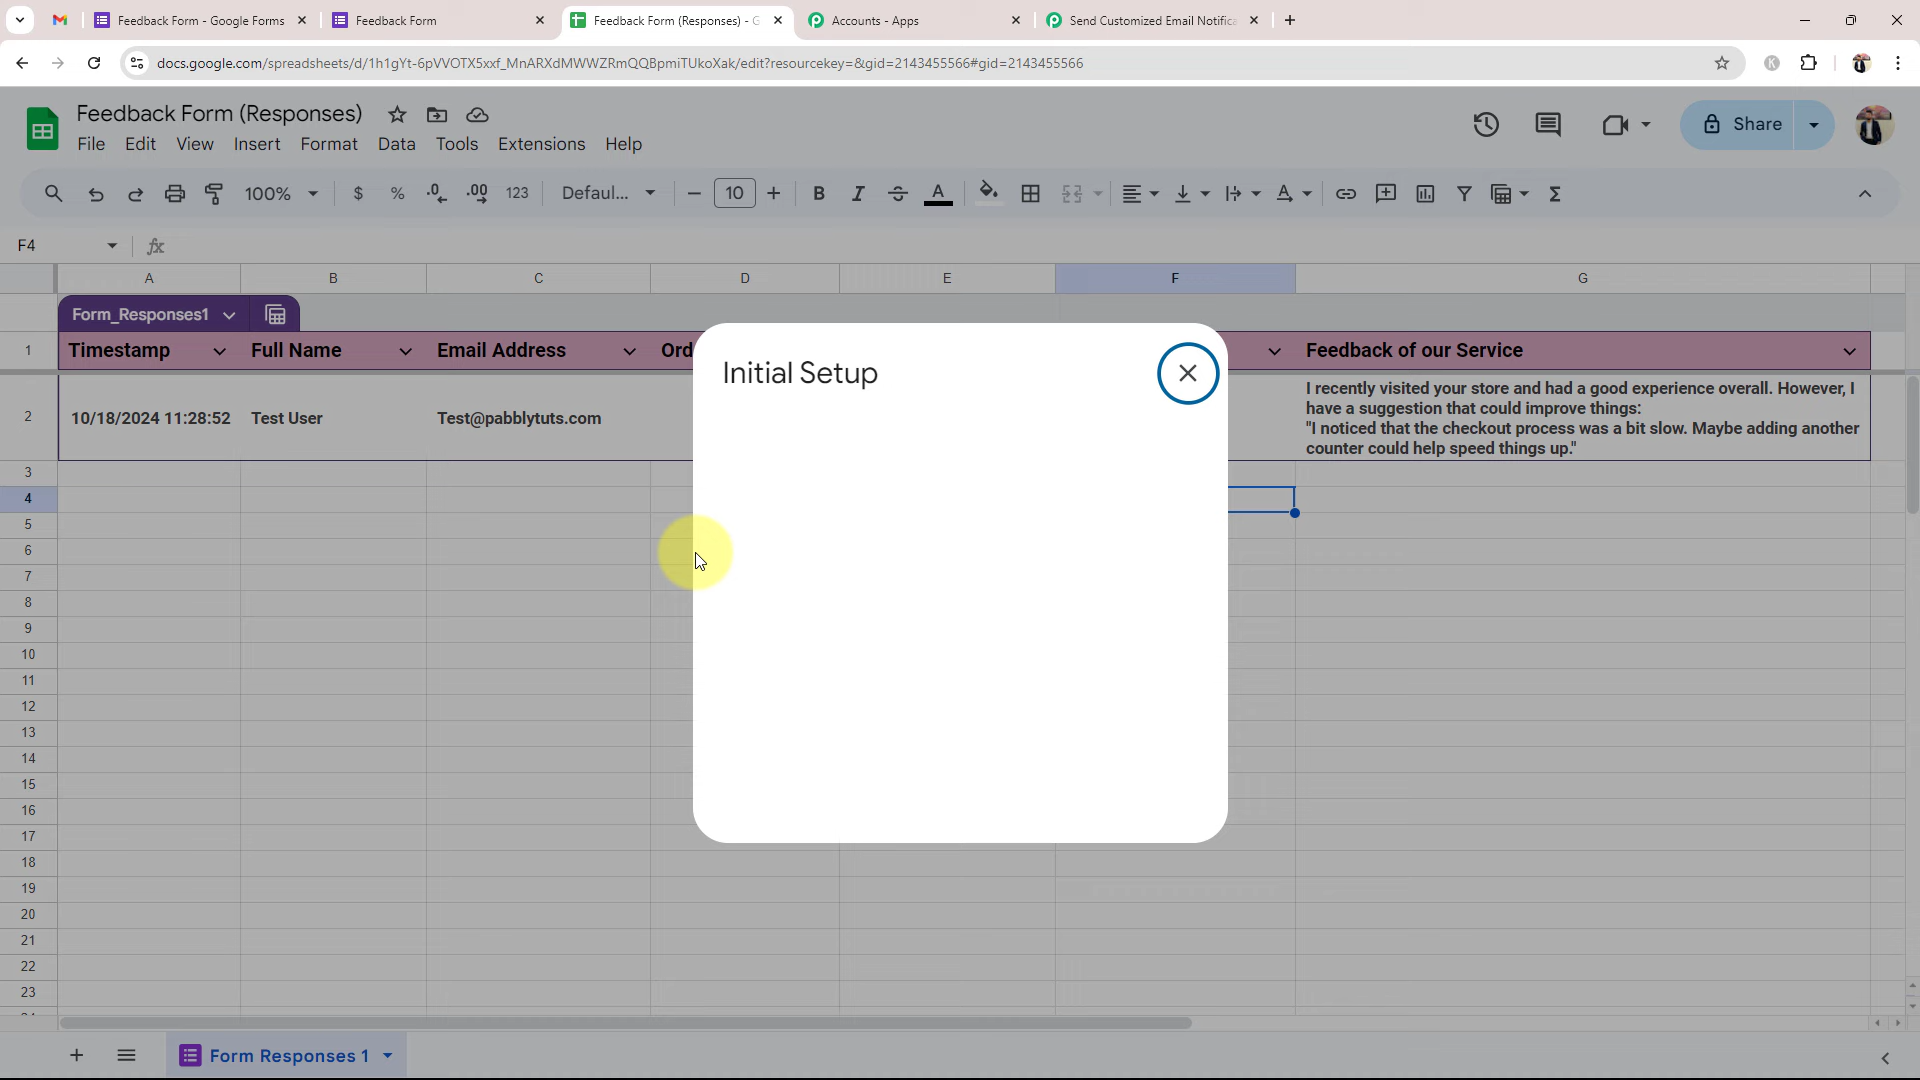 Feedback Form - Google Forms
Feedback Form
Feedback Form (Responses) - G
Accounts - Apps
Send Customized Email Notifica
docs.google.com/spreadsheets/d/1h1gYt-6pVVOTX5xxf_MnARXdMWWZRmQQBpmiTUkoXak/edit?resourcekey=&gid=2143455566#gid=2143455566
K
Feedback Form (Responses)
File Edit View Insert Format Data Tools Extensions Help
Share
100% $ % .0 .00 123 Defaul... 10 B I S A
F4
fx
A B C D E F G
Form_Responses1
1 Timestamp Full Name Email Address Ord Feedback of our Service
I recently visited your store and had a good experience overall. However, I
have a suggestion that could improve things:
2 10/18/2024 11:28:52 Test User Test@pabblytuts.com
"I noticed that the checkout process was a bit slow. Maybe adding another
counter could help speed things up."
Initial Setup
3
4
5
6
7
8
9
10
11
12
13
14
15
16
17
18
19
20
21
22
23
Form Responses 1